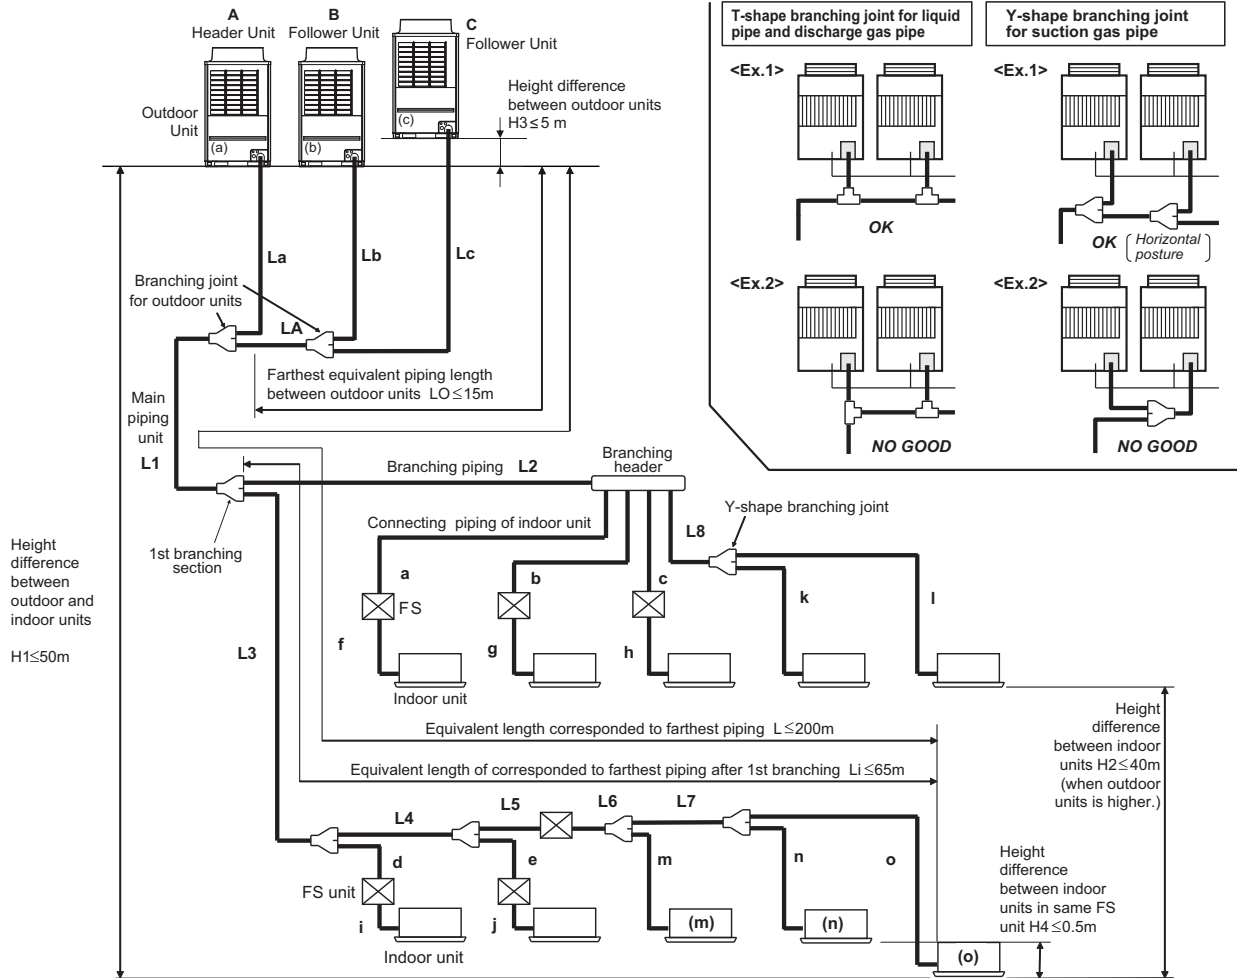 A
Header Unit
B
Follower Unit
C
Follower Unit
Outdoor
Unit
(a)
(b)
(c)
Height difference
between outdoor units
H3≤5 m
La
Lb
Lc
Branching joint
for outdoor units
LA
Farthest equivalent piping length
between outdoor units LO≤15m
Main
piping
unit
L1
Branching piping L2
Branching
header
1st branching
section
Connecting piping of indoor unit
L8
Y-shape branching joint
a
b
c
k
l
FS
f
g
h
Indoor unit
Height
difference
between
outdoor and
indoor units
H1≤50m
L3
Equivalent length corresponded to farthest piping L≤200m
Equivalent length of corresponded to farthest piping after 1st branching Li≤65m
Height
difference
between indoor
units H2≤40m
(when outdoor
units is higher.)
L4
L5
L6
L7
d
e
m
n
o
FS unit
i
j
(m)
(n)
(o)
Indoor unit
Height
difference
between indoor
units in same FS
unit H4≤0.5m
T-shape branching joint for liquid
pipe and discharge gas pipe
<Ex.1>
OK
<Ex.2>
NO GOOD
Y-shape branching joint
for suction gas pipe
<Ex.1>
OK (Horizontal
posture)
<Ex.2>
NO GOOD